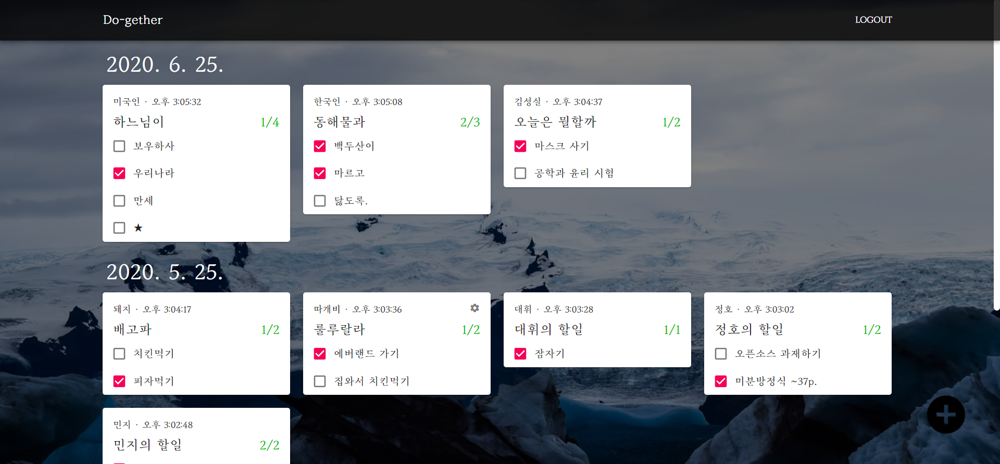 Do-gether
LOGOUT
2020. 6. 25.
미국인 · 오후 3:05:32
하느님이 1/4
보우하사
우리나라
만세
★
한국인 · 오후 3:05:08
동해물과 2/3
백두산이
마르고
닳도록.
김성실 · 오후 3:04:37
오늘은 뭘할까 1/2
마스크 사기
공학과 윤리 시험
2020. 5. 25.
돼지 · 오후 3:04:17
배고파 1/2
치킨먹기
피자먹기
따개비 · 오후 3:03:36
룰루랄라 1/2
에버랜드 가기
집와서 치킨먹기
대휘 · 오후 3:03:28
대휘의 할일 1/1
잠자기
정호 · 오후 3:03:02
정호의 할일 1/2
오픈소스 과재하기
미분방정식 ~37p.
민지 · 오후 3:02:48
민지의 할일 2/2